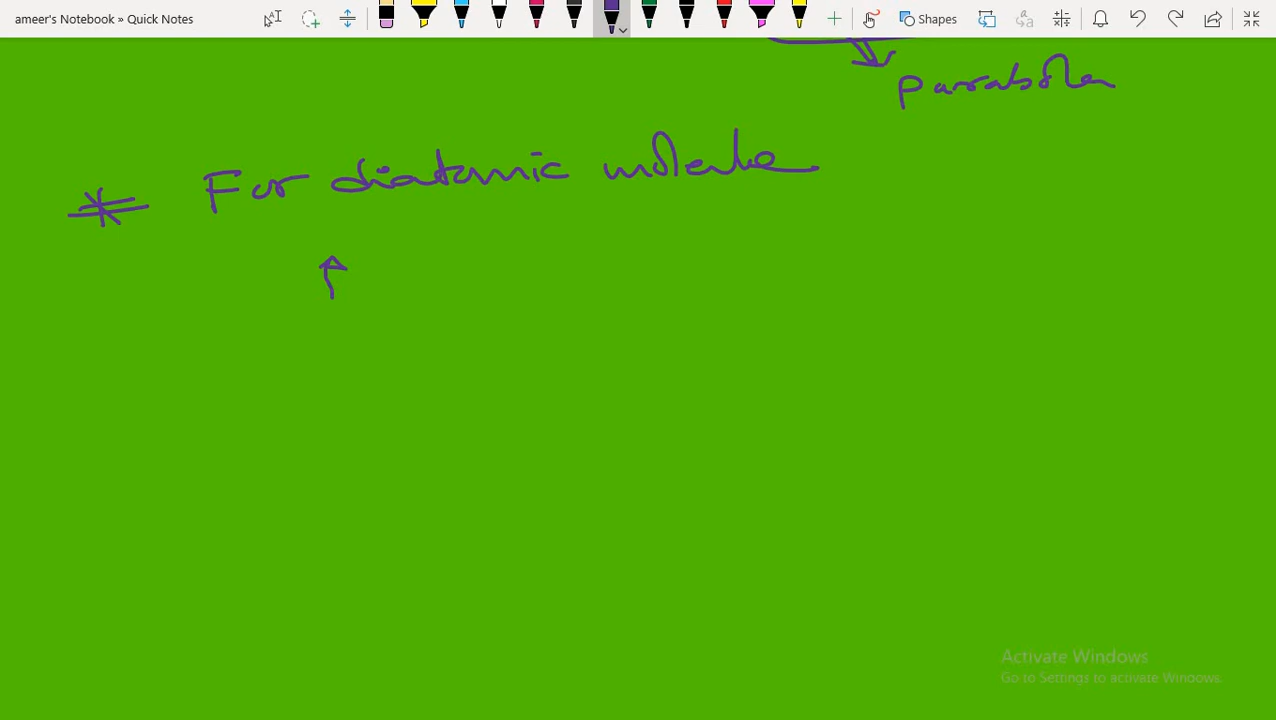 ameer's Notebook » Quick Notes
Shapes
parabola
* For diatomic molecule
Activate Windows
Go to Settings to activate Windows.